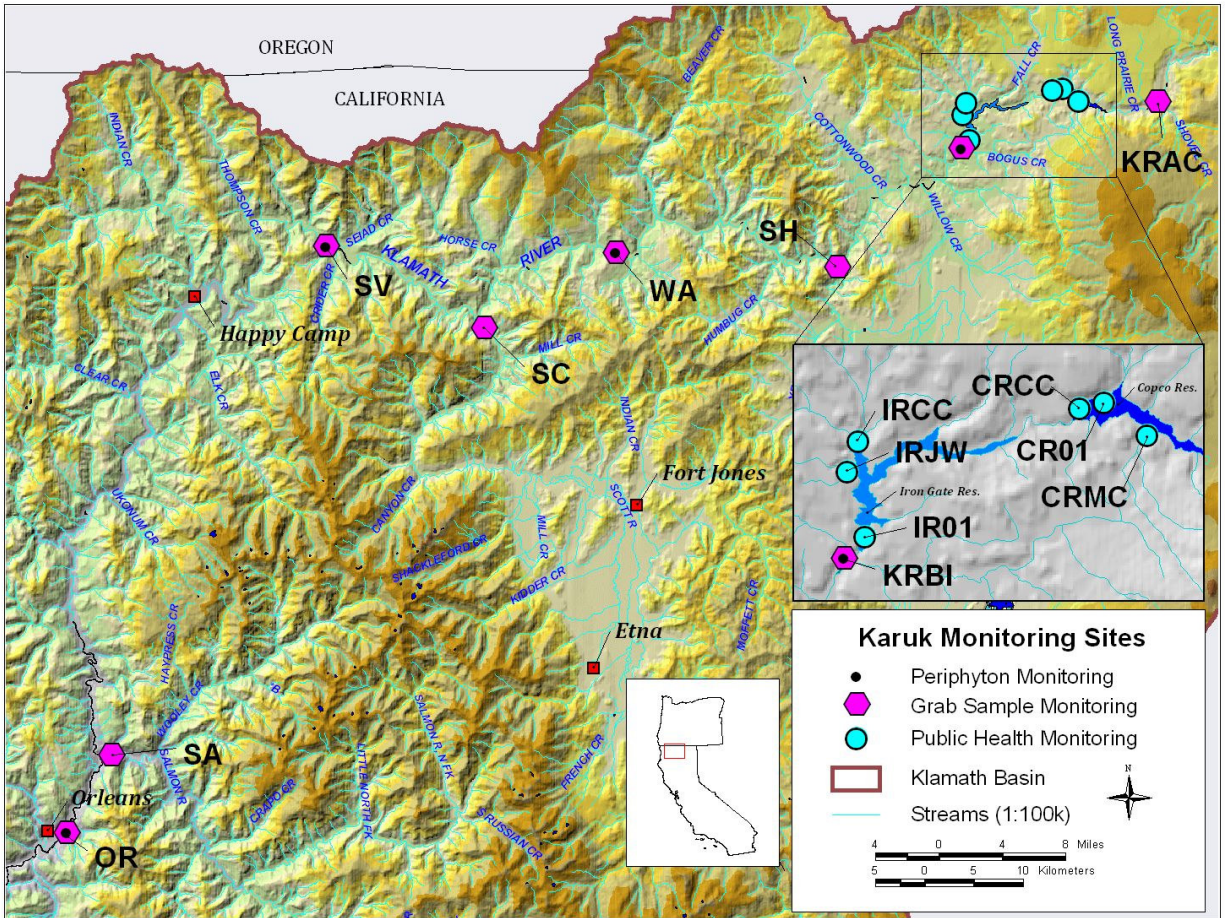 OREGON
CALIFORNIA
BEAVER CR
FALL CR
LONG PRAIRIE CR
INDIAN CR
THOMPSON CR
COTTONWOOD CR
SHOVEL CR
BOGUS CR
KRAC
SEIAD CR
HORSE CR
KLAMATH
RIVER
WILLOW CR
SH
SV
WA
GRIDER CR
HUMBUG CR
Happy Camp
MILL CR
SC
CLEAR CR
ELK CR
INDIAN CR
CRCC
Copco Res.
IRCC
IRJW
CR01
Iron Gate Res.
CRMC
IR01
KRBI
Fort Jones
SCOTT R
CANYON CR
UKONUM CR
MILL CR
SHACKLEFORD CR
KIDDER CR
MOFFETT CR
Etna
HAYPRESS CR
WOOLEY CR
"B"
SALMON R, N FK
SA
SALMON R
LITTLE NORTH FK
FRENCH CR
CRAPO CR
S RUSSIAN CR
Orleans
OR
Karuk Monitoring Sites
Periphyton Monitoring
Grab Sample Monitoring
Public Health Monitoring
Klamath Basin
N
Streams (1:100k)
4 0 4 8 Miles
5 0 5 10 Kilometers